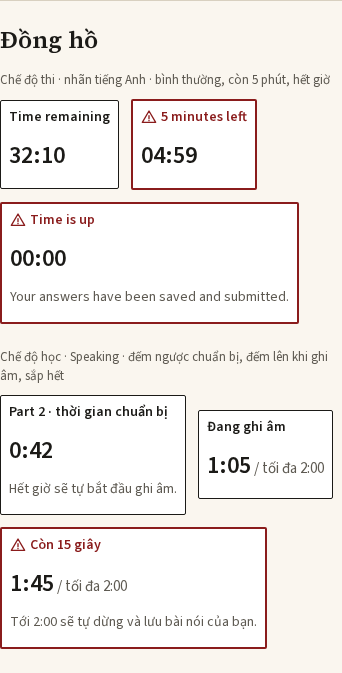 Đồng hồ
Chế độ thi · nhãn tiếng Anh · bình thường, còn 5 phút, hết giờ
Time remaining
32:10
5 minutes left
04:59
Time is up
00:00
Your answers have been saved and submitted.
Chế độ học · Speaking · đếm ngược chuẩn bị, đếm lên khi ghi
âm, sắp hết
Part 2 · thời gian chuẩn bị
0:42
Hết giờ sẽ tự bắt đầu ghi âm.
Đang ghi âm
1:05 / tối đa 2:00
Còn 15 giây
1:45 / tối đa 2:00
Tới 2:00 sẽ tự dừng và lưu bài nói của bạn.